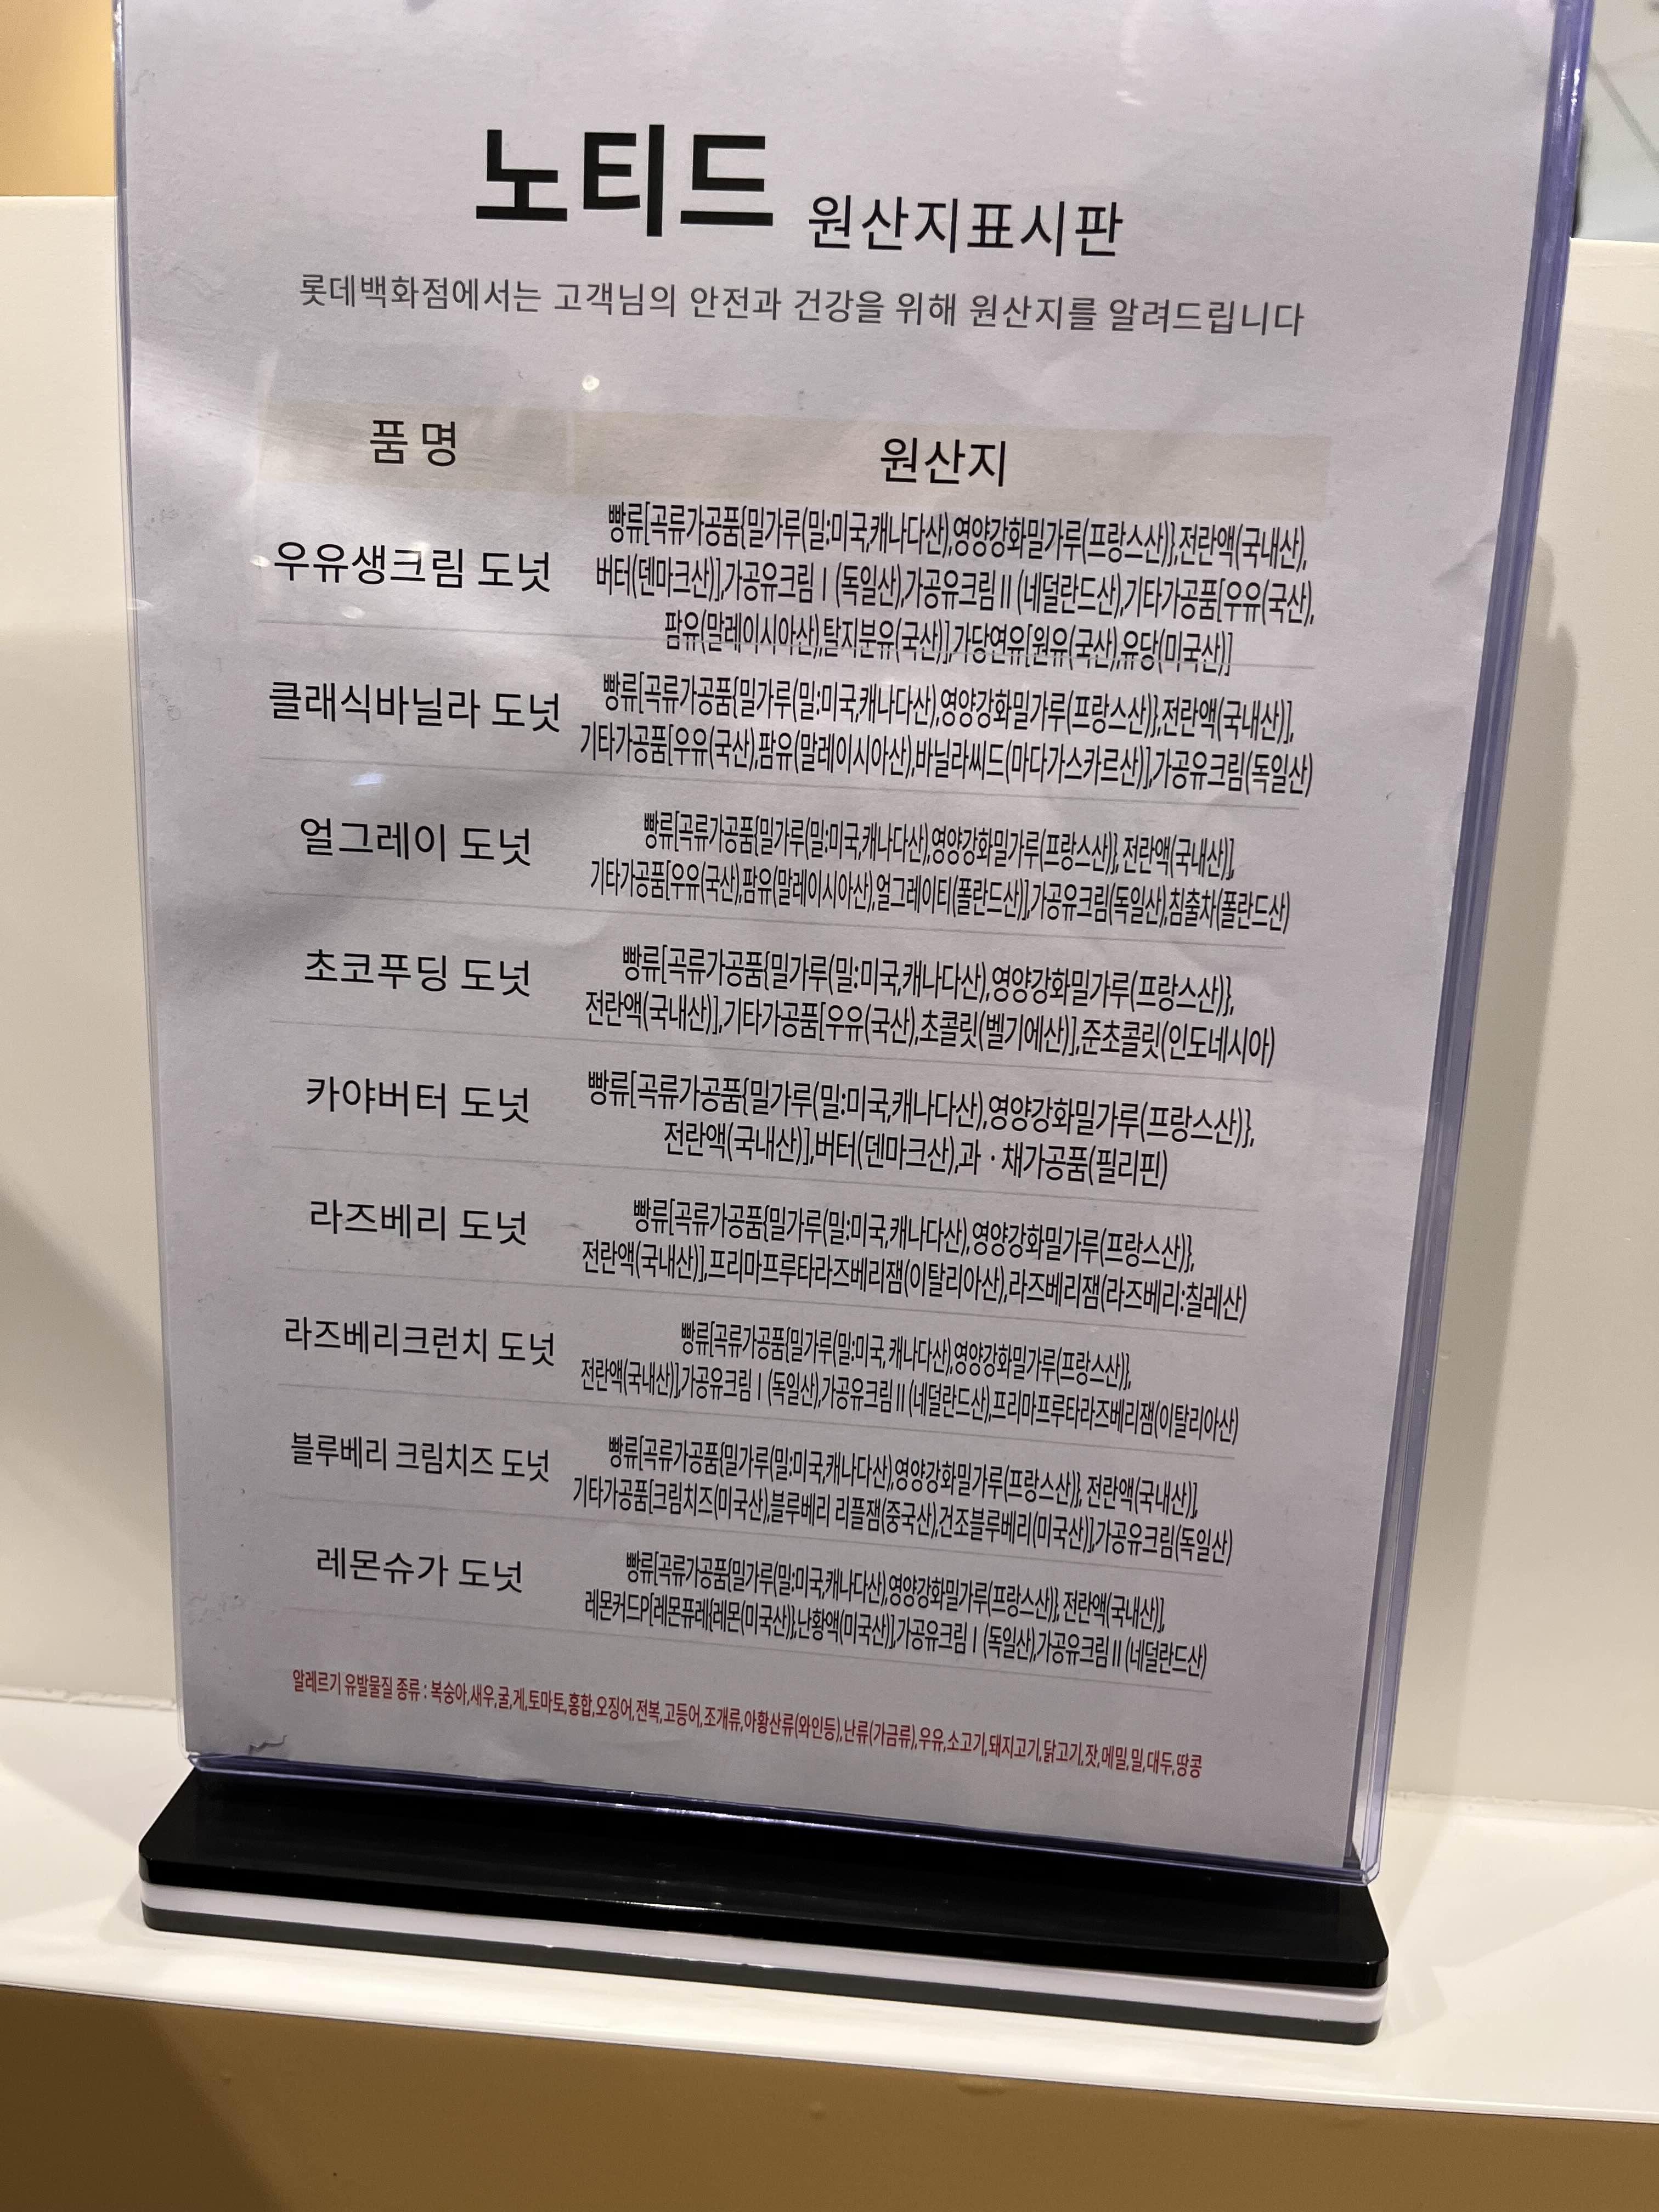 노티드 원산지표시판
롯데백화점에서는 고객님의 안전과 건강을 위해 원산지를 알려드립니다
품 명 원산지
우유생크림 도넛
빵류[곡류가공품{밀가루(밀:미국,캐나다산),영양강화밀가루(프랑스산)},전란액(국내산),
버터(덴마크산)],가공유크림Ⅰ(독일산),가공유크림Ⅱ(네덜란드산),기타가공품[우유(국산),
팜유(말레이시아산),탈지분유(국산)],가당연유[원유(국산),유당(미국산)]
클래식바닐라 도넛
빵류[곡류가공품{밀가루(밀:미국,캐나다산),영양강화밀가루(프랑스산)},전란액(국내산)],
기타가공품[우유(국산),팜유(말레이시아산),바닐라씨드(마다가스카르산)],가공유크림(독일산)
얼그레이 도넛
빵류[곡류가공품{밀가루(밀:미국,캐나다산),영양강화밀가루(프랑스산)}, 전란액(국내산)],
기타가공품[우유(국산),팜유(말레이시아산),얼그레이티(폴란드산)],가공유크림(독일산),침출차(폴란드산)
초코푸딩 도넛
빵류[곡류가공품{밀가루(밀:미국,캐나다산),영양강화밀가루(프랑스산)},
전란액(국내산)],기타가공품[우유(국산),초콜릿(벨기에산)],준초콜릿(인도네시아)
카야버터 도넛
빵류[곡류가공품{밀가루(밀:미국,캐나다산),영양강화밀가루(프랑스산)},
전란액(국내산)],버터(덴마크산),과·채가공품(필리핀)
라즈베리 도넛
빵류[곡류가공품{밀가루(밀:미국,캐나다산),영양강화밀가루(프랑스산)},
전란액(국내산)],프리마프루타라즈베리잼(이탈리아산),라즈베리잼(라즈베리:칠레산)
라즈베리크런치 도넛
빵류[곡류가공품{밀가루(밀:미국, 캐나다산),영양강화밀가루(프랑스산)},
전란액(국내산)],가공유크림Ⅰ(독일산),가공유크림Ⅱ(네덜란드산),프리마프루타라즈베리잼(이탈리아산)
블루베리 크림치즈 도넛
빵류[곡류가공품{밀가루(밀:미국,캐나다산),영양강화밀가루(프랑스산)}, 전란액(국내산)],
기타가공품[크림치즈(미국산),블루베리 리플잼(중국산),건조블루베리(미국산)],가공유크림(독일산)
레몬슈가 도넛
빵류[곡류가공품{밀가루(밀:미국,캐나다산),영양강화밀가루(프랑스산)}, 전란액(국내산)],
레몬커드P[레몬퓨레{레몬(미국산)},난황액(미국산)],가공유크림Ⅰ(독일산),가공유크림Ⅱ(네덜란드산)
알레르기 유발물질 종류 : 복숭아,새우,굴,게,토마토,홍합,오징어,전복,고등어,조개류,아황산류(와인등),난류(가금류),우유,소고기,돼지고기,닭고기,잣,메밀,밀,대두,땅콩